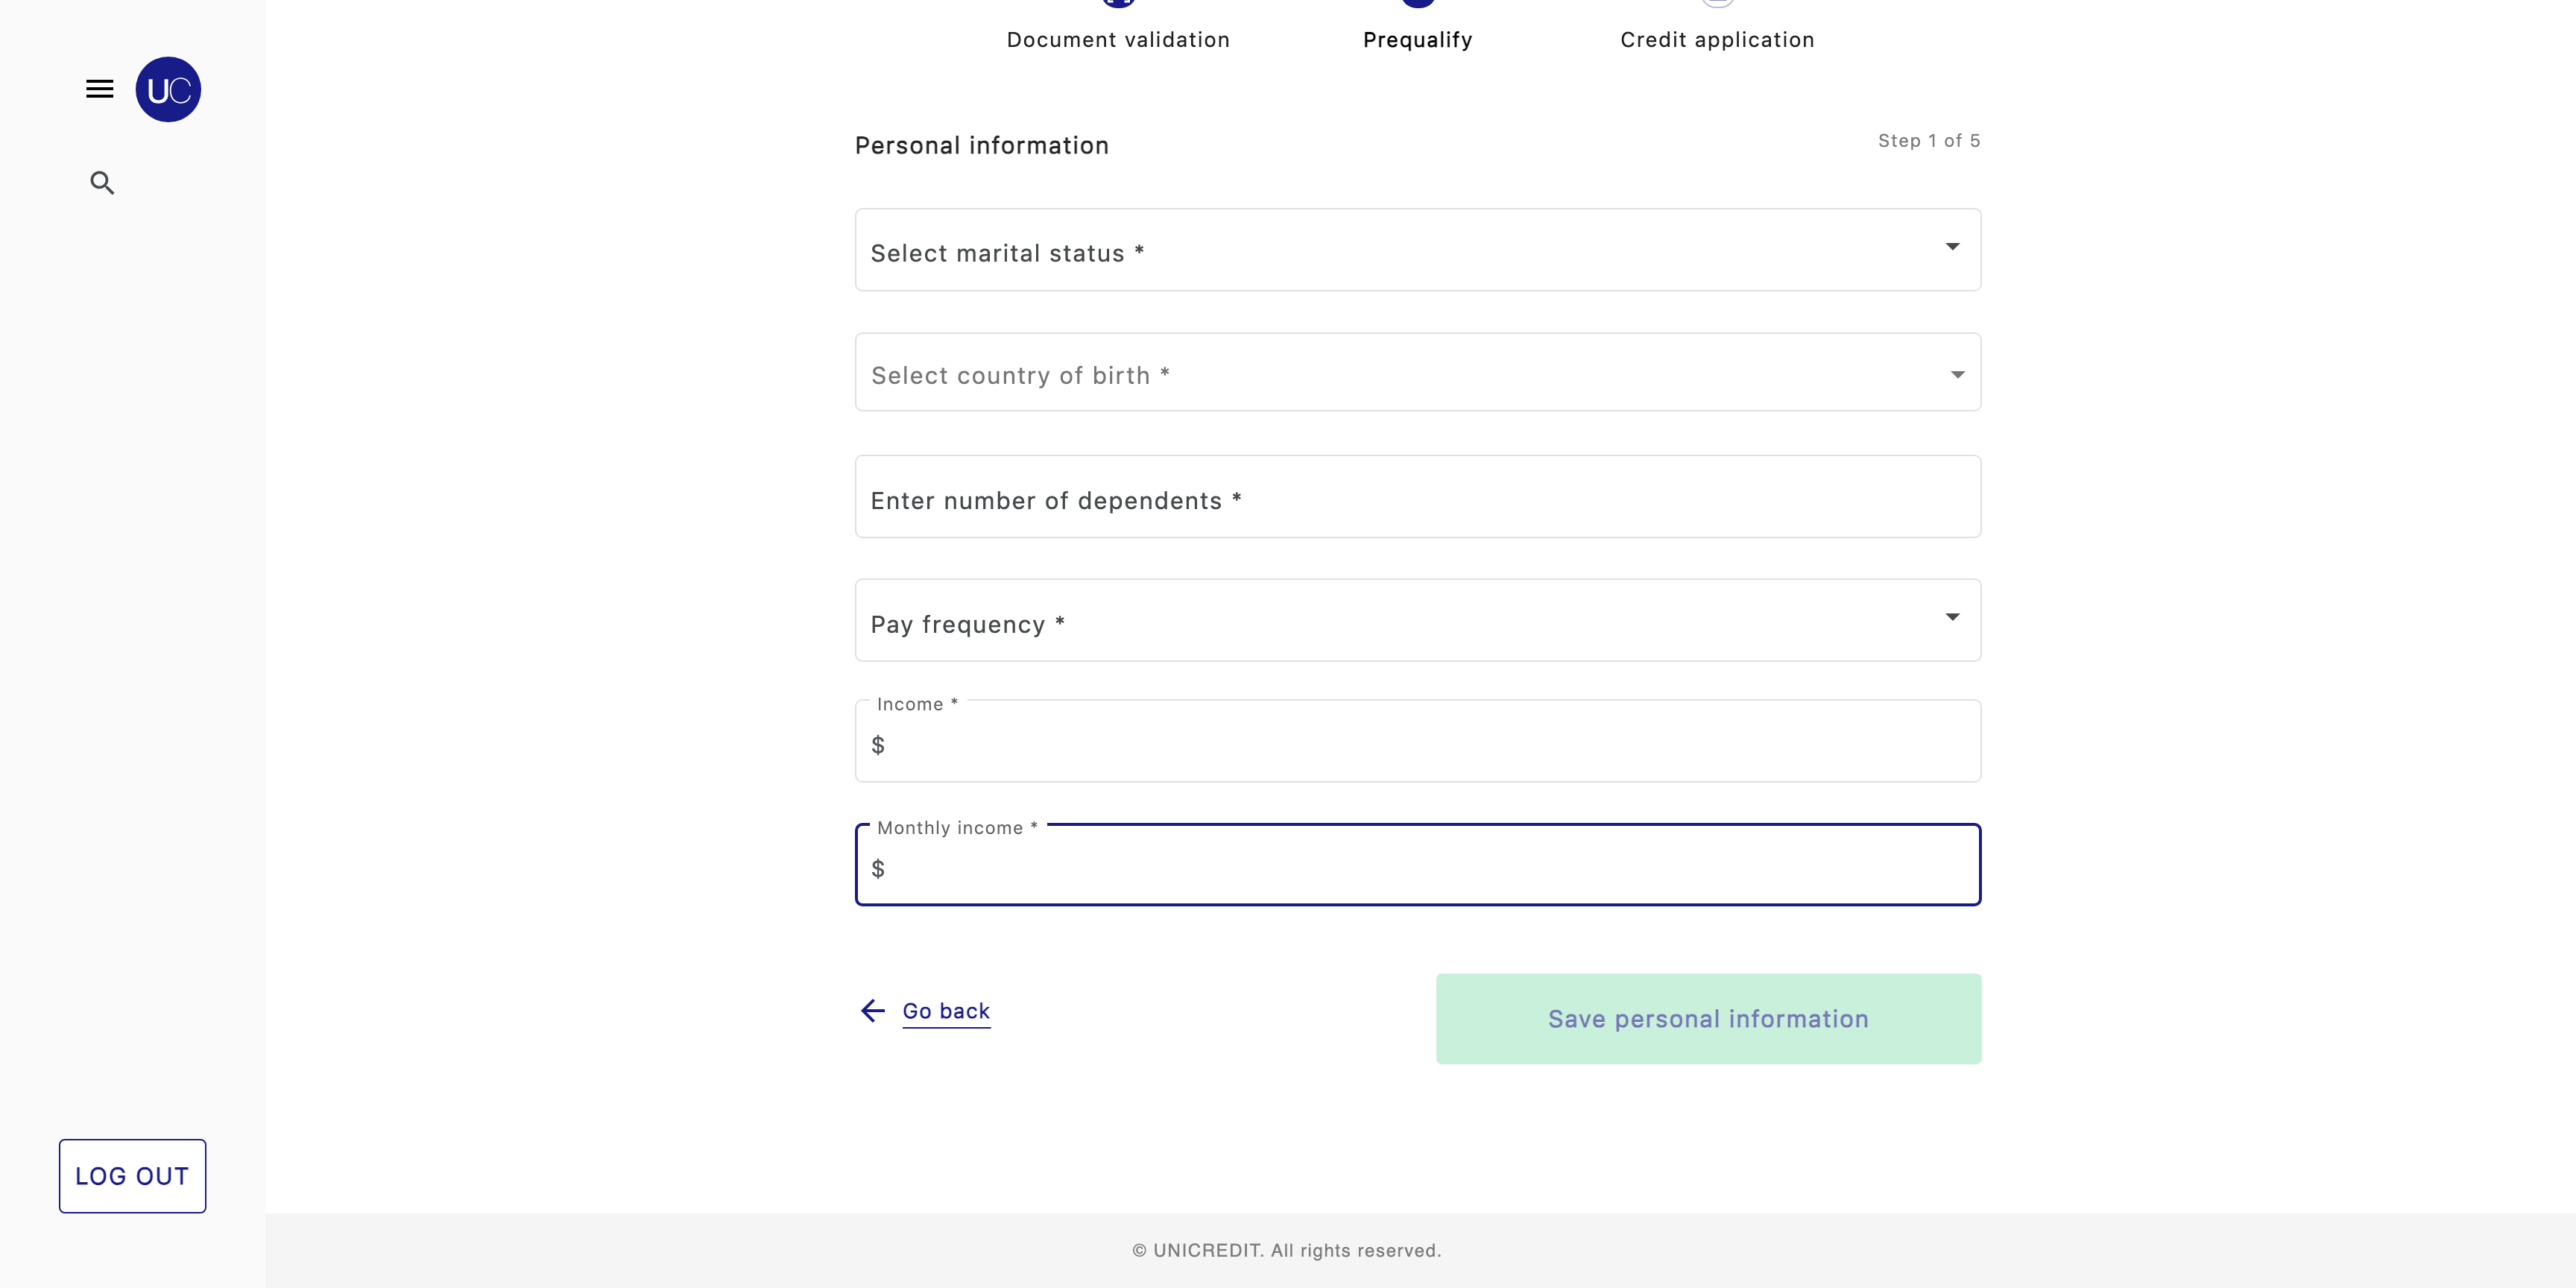 Document validation
Prequalify
Credit application
UC
Personal information
Step 1 of 5
Select marital status *
Select country of birth *
Enter number of dependents *
Pay frequency *
Income *
$
Monthly income *
$
Go back
Save personal information
LOG OUT
© UNICREDIT. All rights reserved.